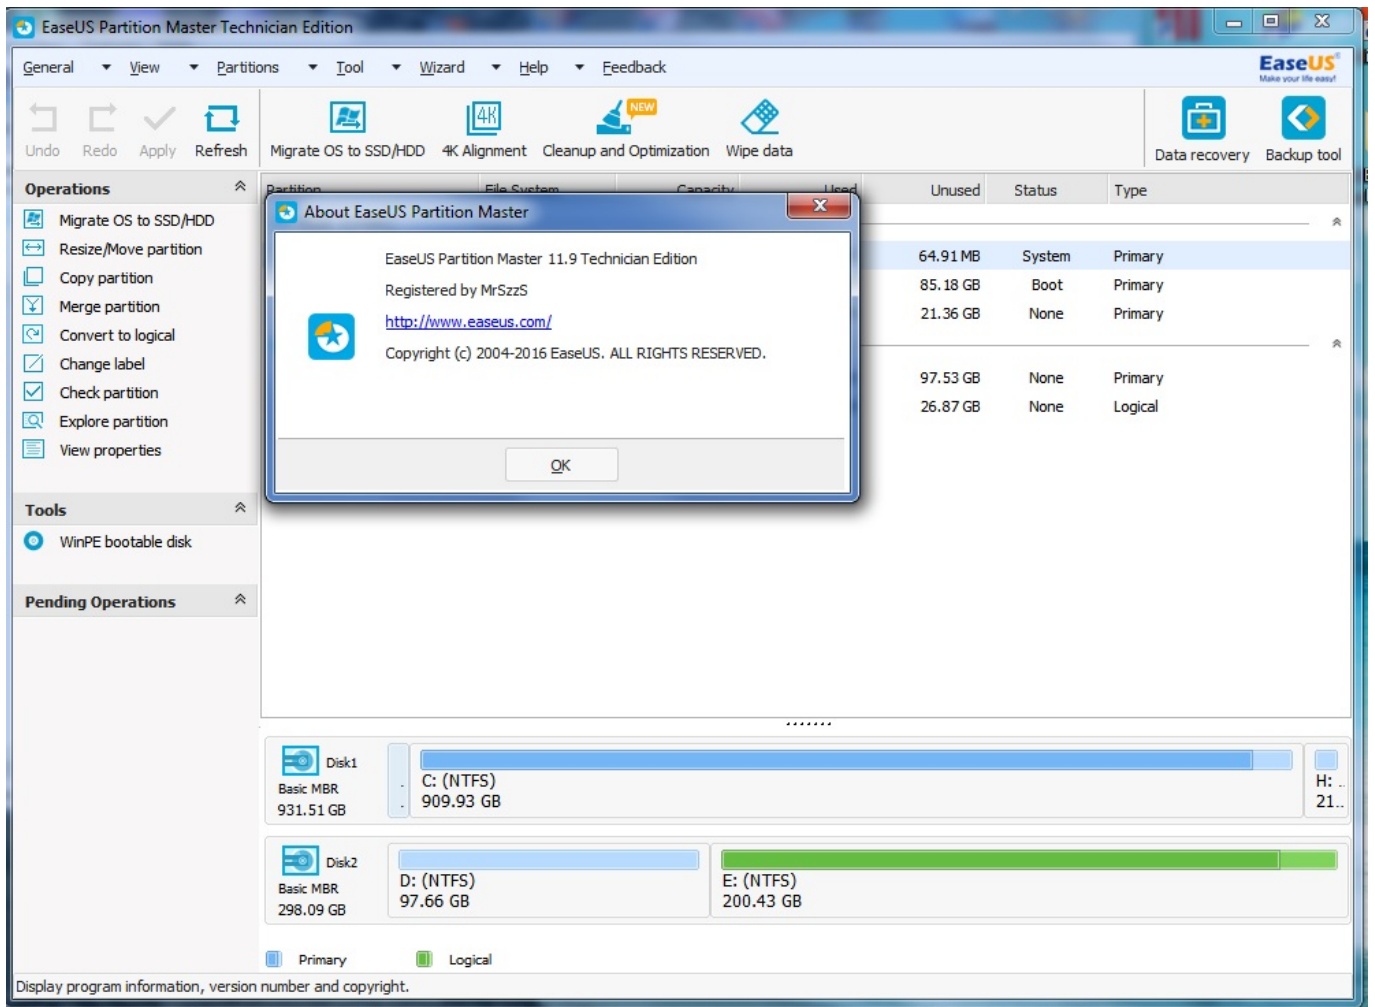 EaseUS Partition Master Technician Edition
General View Partitions Tool Wizard Help Feedback
EaseUS
Make your life easy!
NEW
4K
Undo Redo Apply Refresh Migrate OS to SSD/HDD 4K Alignment Cleanup and Optimization Wipe data Data recovery Backup tool
Operations
Migrate OS to SSD/HDD
Resize/Move partition
Copy partition
Merge partition
Convert to logical
Change label
Check partition
Explore partition
View properties
Tools
WinPE bootable disk
Pending Operations
Partition File System Capacity Used Unused Status Type
64.91 MB System Primary
85.18 GB Boot Primary
21.36 GB None Primary
97.53 GB None Primary
26.87 GB None Logical
About EaseUS Partition Master
EaseUS Partition Master 11.9 Technician Edition
Registered by MrSzzS
http://www.easeus.com/
Copyright (c) 2004-2016 EaseUS. ALL RIGHTS RESERVED.
OK
Disk1
Basic MBR
931.51 GB
C: (NTFS)
909.93 GB
H: ..
21..
Disk2
Basic MBR
298.09 GB
D: (NTFS)
97.66 GB
E: (NTFS)
200.43 GB
Primary Logical
Display program information, version number and copyright.